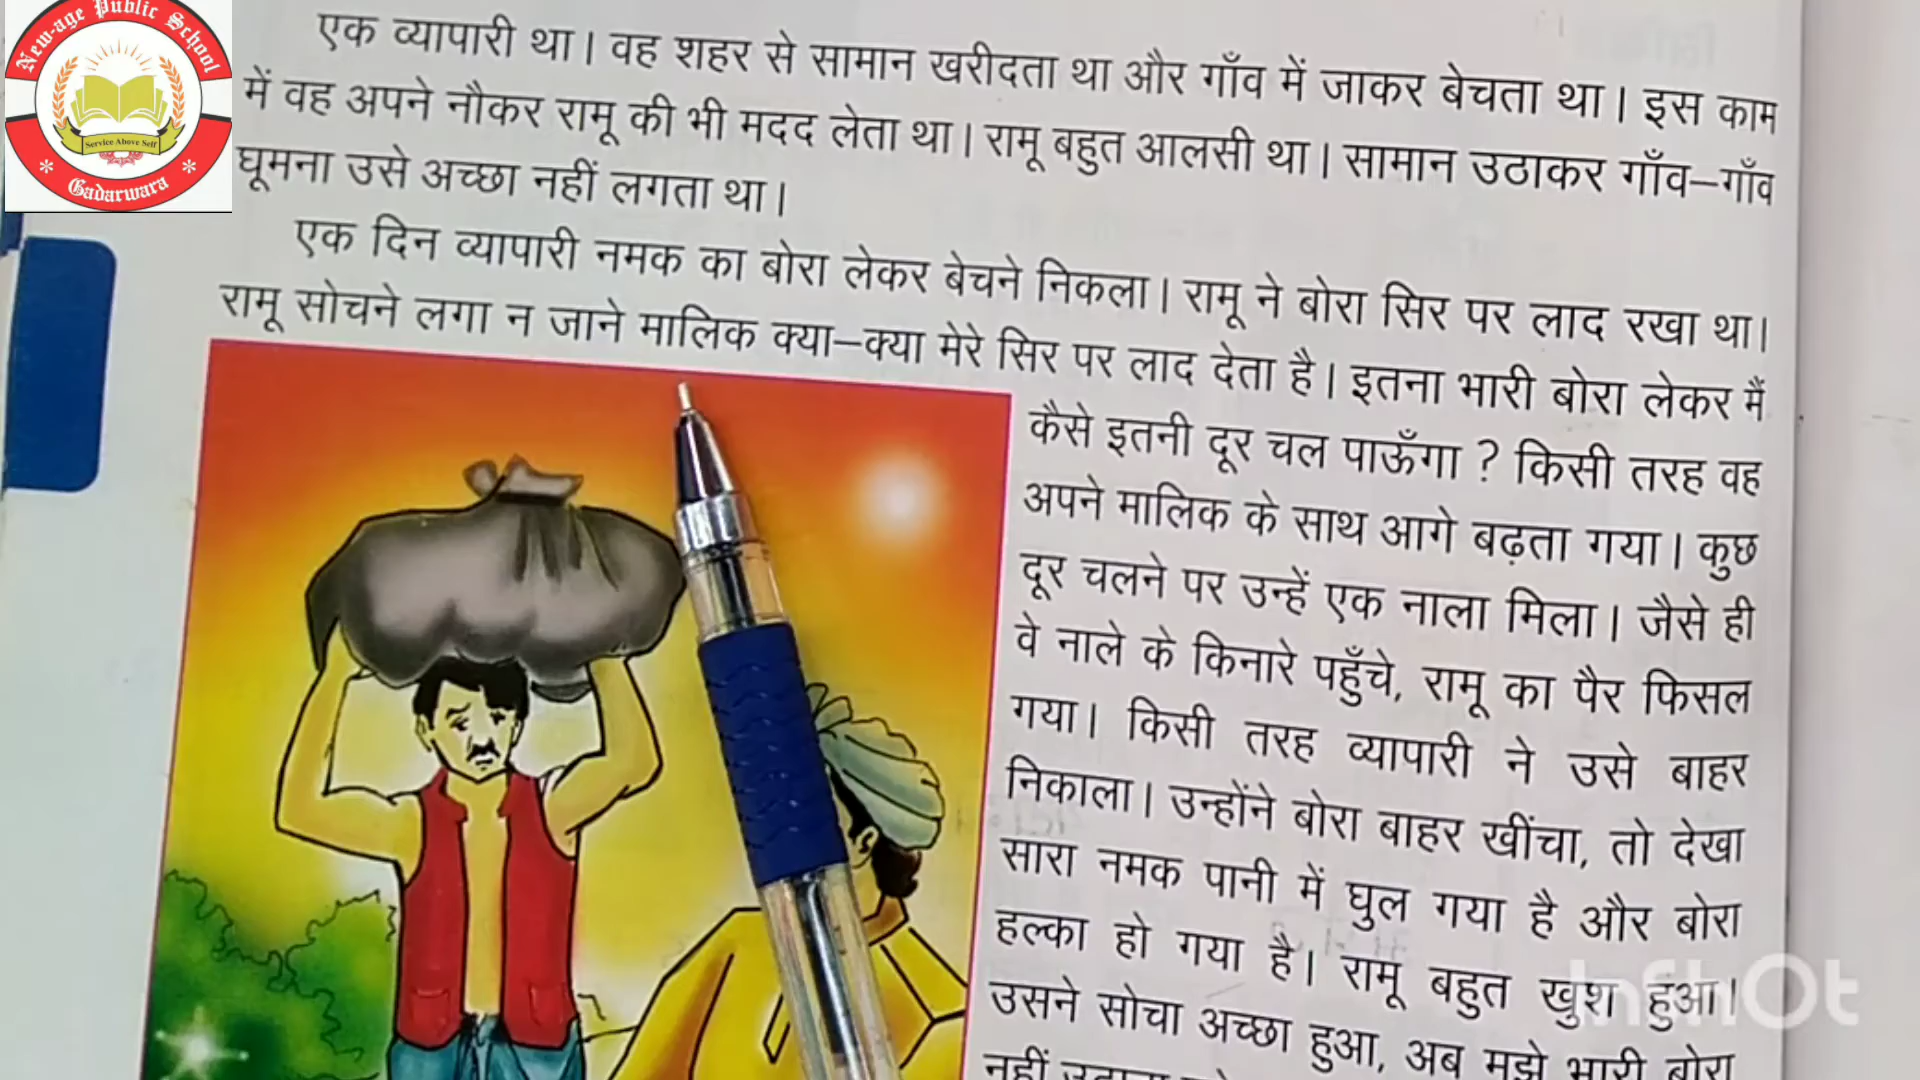 New-age Public School
Service Above Self
Gadarwara
एक व्यापारी था। वह शहर से सामान खरीदता था और गाँव में जाकर बेचता था। इस काम
में वह अपने नौकर रामू की भी मदद लेता था। रामू बहुत आलसी था। सामान उठाकर गाँव–गाँव
घूमना उसे अच्छा नहीं लगता था।
एक दिन व्यापारी नमक का बोरा लेकर बेचने निकला। रामू ने बोरा सिर पर लाद रखा था।
रामू सोचने लगा न जाने मालिक क्या–क्या मेरे सिर पर लाद देता है। इतना भारी बोरा लेकर मैं
कैसे इतनी दूर चल पाऊँगा ? किसी तरह वह
अपने मालिक के साथ आगे बढ़ता गया। कुछ
दूर चलने पर उन्हें एक नाला मिला। जैसे ही
वे नाले के किनारे पहुँचे, रामू का पैर फिसल
गया। किसी तरह व्यापारी ने उसे बाहर
निकाला। उन्होंने बोरा बाहर खींचा, तो देखा
सारा नमक पानी में घुल गया है और बोरा
हल्का हो गया है। रामू बहुत खुश हुआ।
उसने सोचा अच्छा हुआ, अब मुझे भारी बोरा
नहीं
InShOt